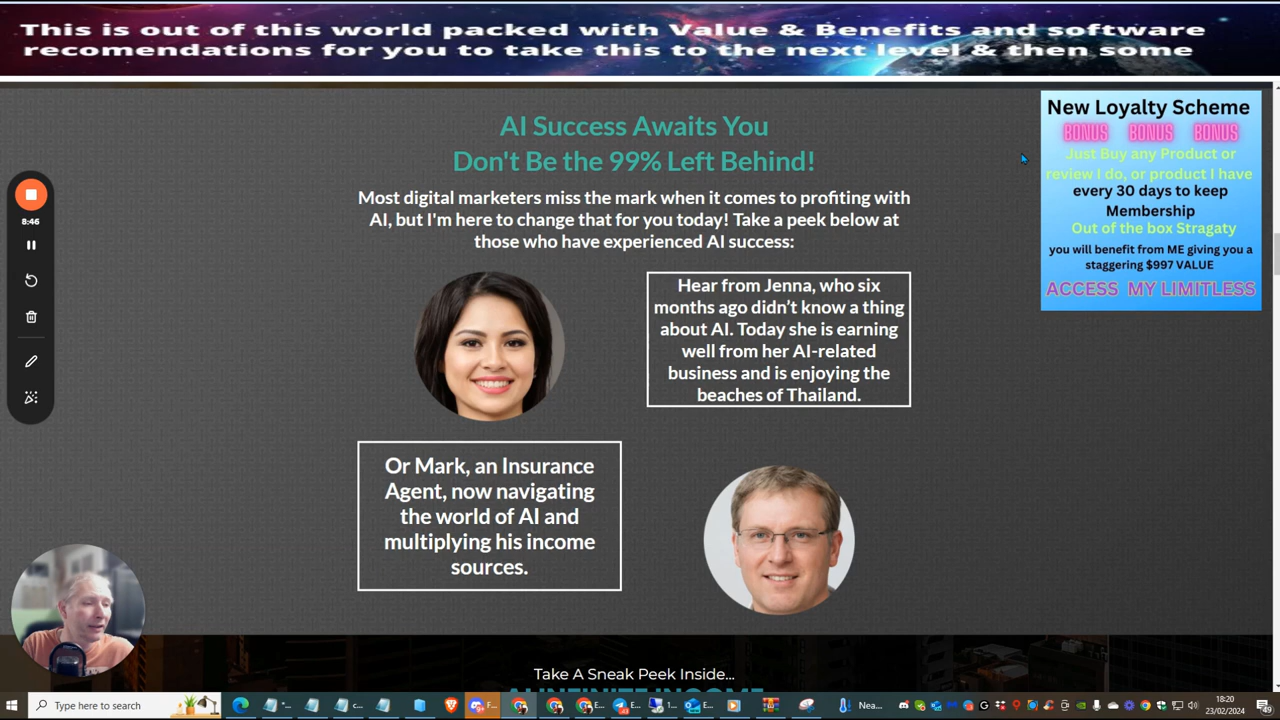 This is out of this world packed with Value & Benefits and software
recomendations for you to take this to the next level & then some
AI Success Awaits You
Don't Be the 99% Left Behind!
Most digital marketers miss the mark when it comes to profiting with
AI, but I'm here to change that for you today! Take a peek below at
those who have experienced AI success:
Hear from Jenna, who six
months ago didn't know a thing
about AI. Today she is earning
well from her AI-related
business and is enjoying the
beaches of Thailand.
Or Mark, an Insurance
Agent, now navigating
the world of AI and
multiplying his income
sources.
Take A Sneak Peek Inside...
New Loyalty Scheme
BONUS BONUS BONUS
Just Buy any Product or
review I do, or product I have
every 30 days to keep
Membership
Out of the box Stragaty
you will benefit from ME giving you a
staggering $997 VALUE
ACCESS MY LIMITLESS
8:46
Type here to search
F...
E...
E...
1...
E...
Nea...
18:20
23/02/2024